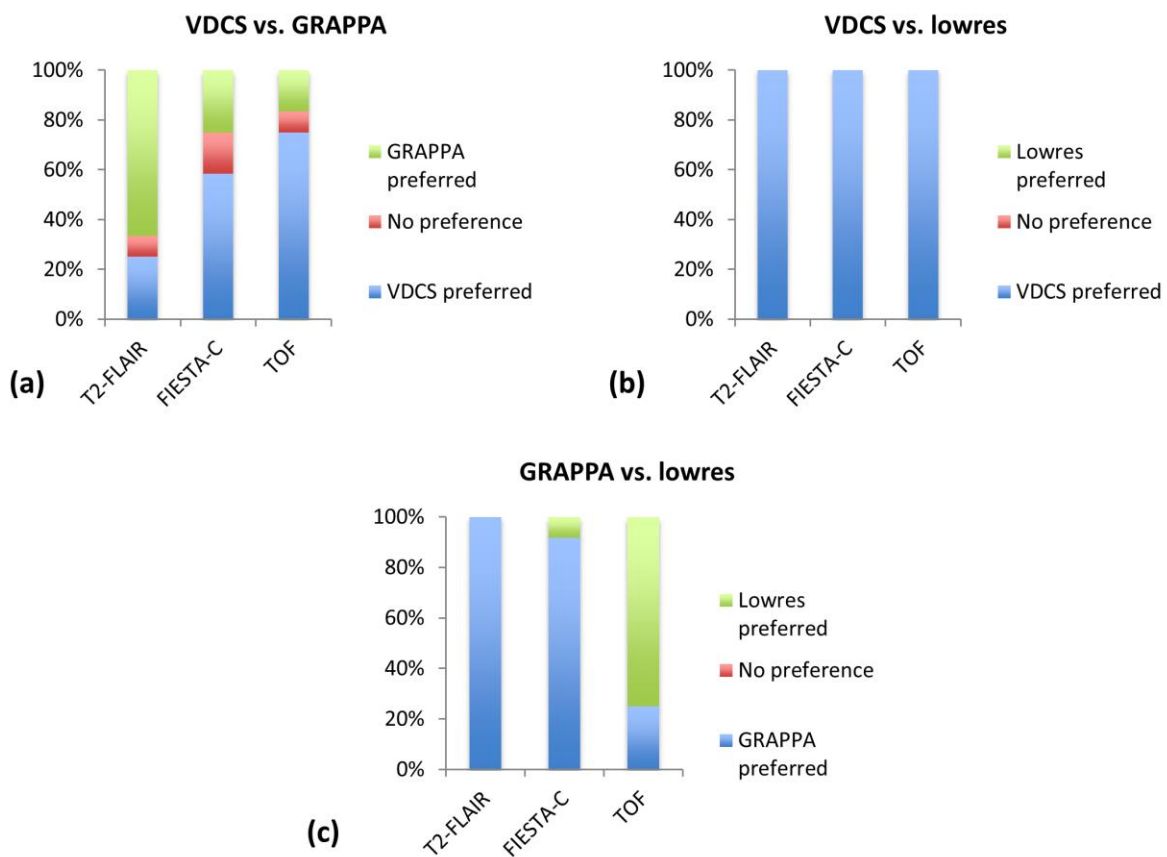 VDCS vs. GRAPPA
100%
80%
60%
40%
20%
0%
T2-FLAIR
FIESTA-C
TOF
GRAPPA
preferred
No preference
VDCS preferred
(a)
VDCS vs. lowres
100%
80%
60%
40%
20%
0%
T2-FLAIR
FIESTA-C
TOF
Lowres
preferred
No preference
VDCS preferred
(b)
GRAPPA vs. lowres
100%
80%
60%
40%
20%
0%
T2-FLAIR
FIESTA-C
TOF
Lowres
preferred
No preference
GRAPPA
preferred
(c)